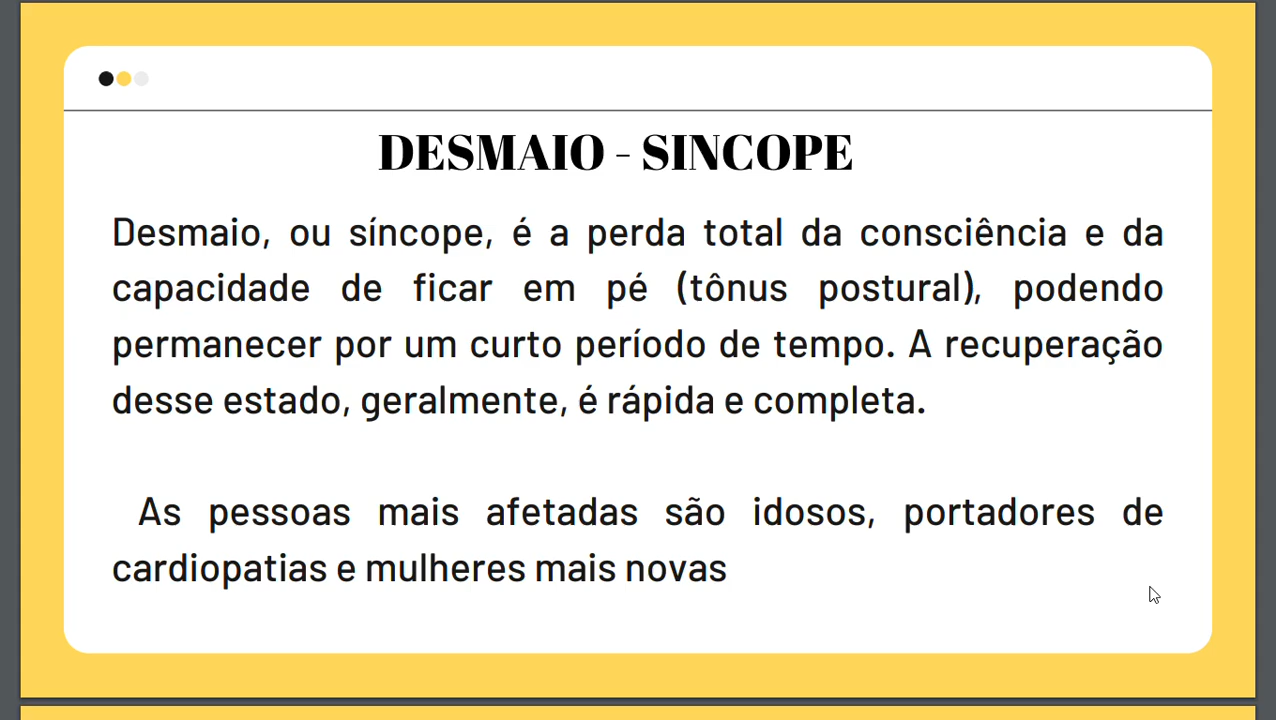 DESMAIO - SINCOPE
Desmaio, ou síncope, é a perda total da consciência e da
capacidade de ficar em pé (tônus postural), podendo
permanecer por um curto período de tempo. A recuperação
desse estado, geralmente, é rápida e completa.
As pessoas mais afetadas são idosos, portadores de
cardiopatias e mulheres mais novas